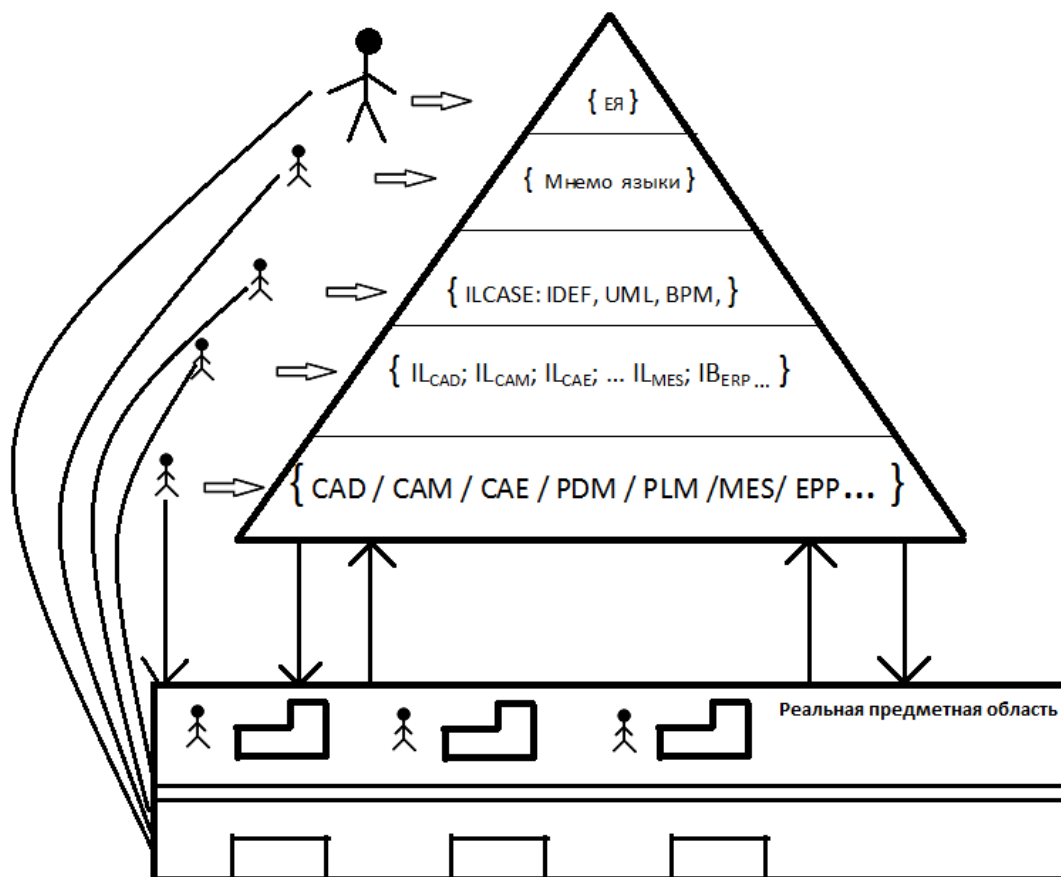 { ЕЯ }
{ Мнемо языки }
{ ILCASE: IDEF, UML, BPM, }
{ IL_CAD; IL_CAM; IL_CAE; ... IL_MES; IB_ERP ... }
{ CAD / CAM / CAE / PDM / PLM /MES/ EPP... }
Реальная предметная область